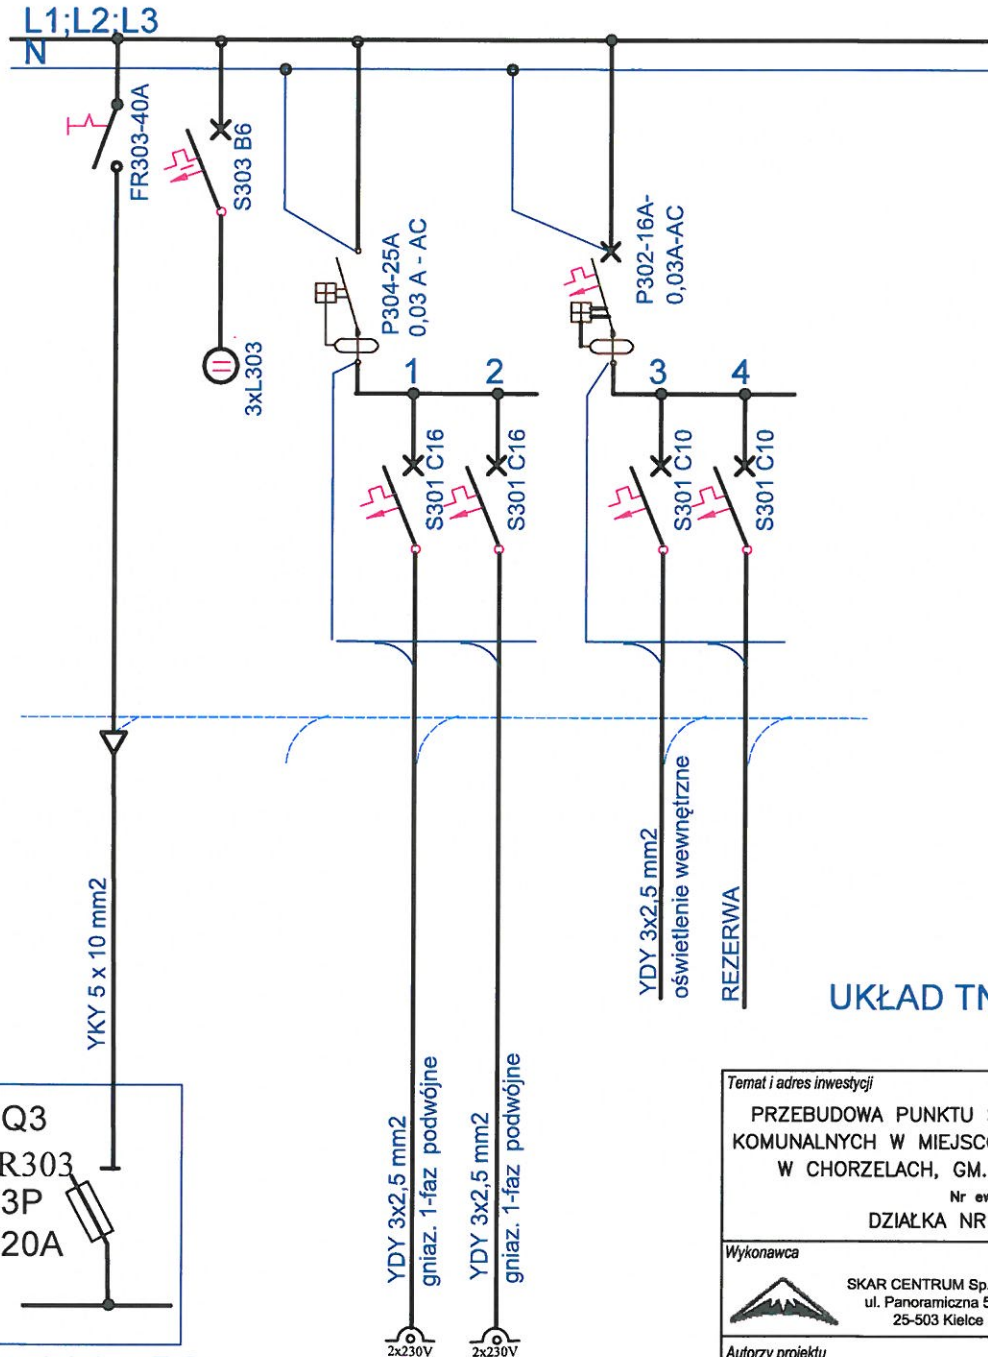 L1;L2;L3
N
FR303-40A
S303 B6
3xL303
P304-25A
0,03 A - AC
P302-16A-
0,03A-AC
1
2
3
4
S301 C16
S301 C16
S301 C10
S301 C10
YKY 5 x 10 mm2
YDY 3x2,5 mm2
gniaz. 1-faz podwójne
YDY 3x2,5 mm2
gniaz. 1-faz podwójne
YDY 3x2,5 mm2
oświetlenie wewnętrzne
REZERWA
UKŁAD TN
Q3
R303
3P
20A
2x230V
2x230V
Temat i adres inwestycji
PRZEBUDOWA PUNKTU
KOMUNALNYCH W MIEJSC
W CHORZELACH, GM.
Nr ew
DZIAŁKA NR
Wykonawca
SKAR CENTRUM Sp.
ul. Panoramiczna 5
25-503 Kielce
Autorzy projektu